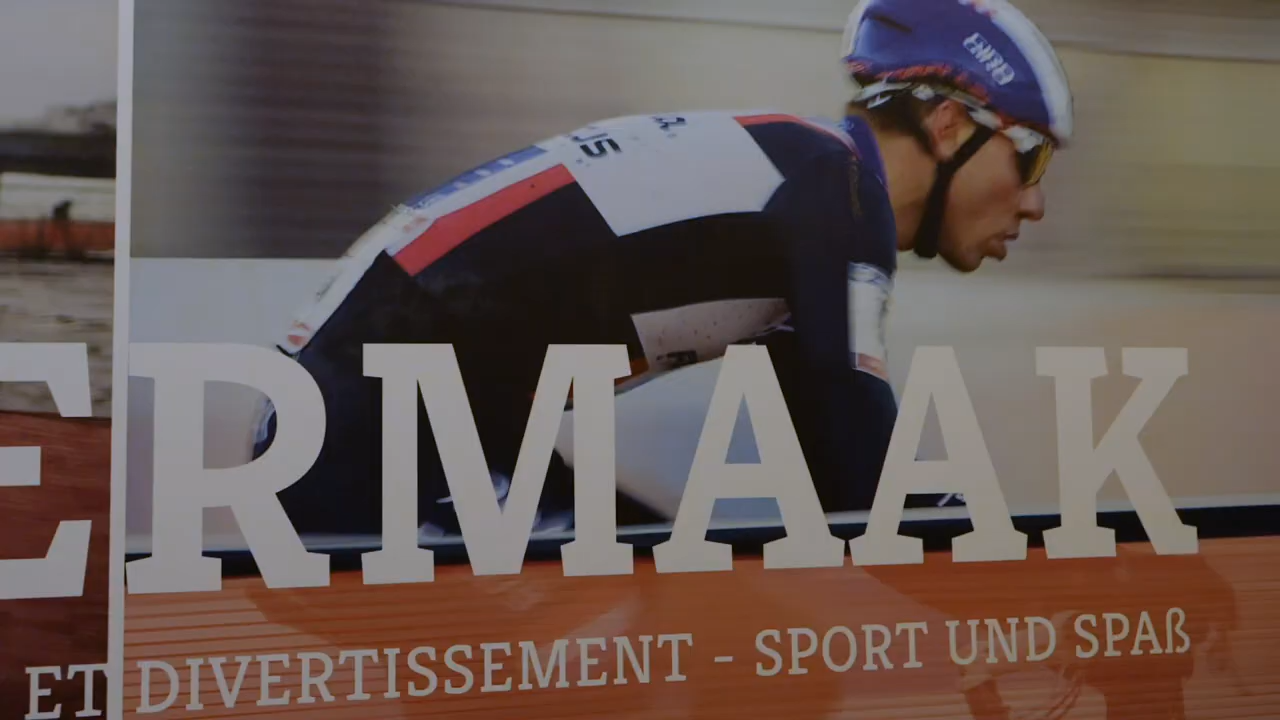 ERMAAK
ET DIVERTISSEMENT - SPORT UND SPAß